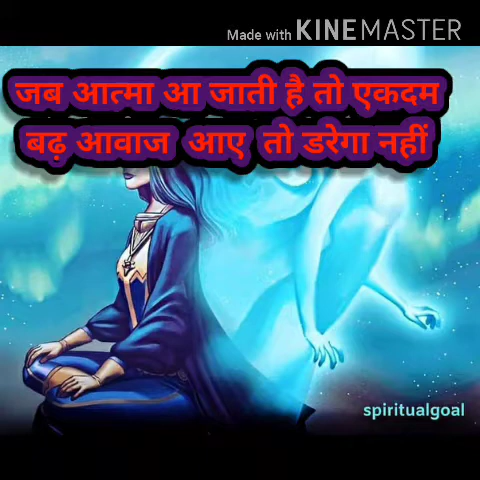 Made with KINEMASTER
जब आत्मा आ जाती है तो एकदम
बढ़ आवाज आए तो डरेगा नहीं
spiritualgoal